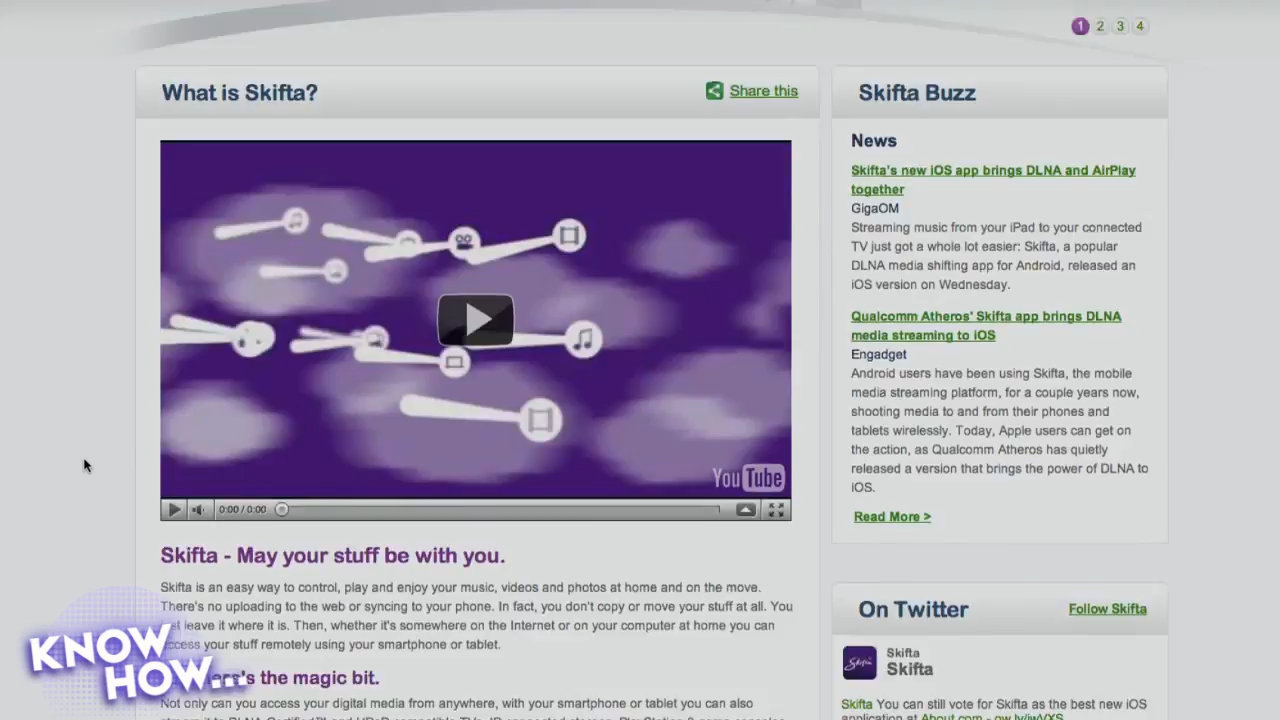 1 2 3 4
What is Skifta?
Share this
YouTube
0:00 / 0:00
Skifta - May your stuff be with you.
Skifta is an easy way to control, play and enjoy your music, videos and photos at home and on the move.
There's no uploading to the web or syncing to your phone. In fact, you don't copy or move your stuff at all. You
leave it where it is. Then, whether it's somewhere on the Internet or on your computer at home you can
access your stuff remotely using your smartphone or tablet.
the magic bit.
Not only can you access your digital media from anywhere, with your smartphone or tablet you can also
Skifta Buzz
News
Skifta's new iOS app brings DLNA and AirPlay
together
GigaOM
Streaming music from your iPad to your connected
TV just got a whole lot easier: Skifta, a popular
DLNA media shifting app for Android, released an
iOS version on Wednesday.
Qualcomm Atheros' Skifta app brings DLNA
media streaming to iOS
Engadget
Android users have been using Skifta, the mobile
media streaming platform, for a couple years now,
shooting media to and from their phones and
tablets wirelessly. Today, Apple users can get on
the action, as Qualcomm Atheros has quietly
released a version that brings the power of DLNA to
iOS.
Read More >
On Twitter
Follow Skifta
Skifta
Skifta
Skifta
Skifta You can still vote for Skifta as the best new iOS
application at About.com -
KNOW
HOW...